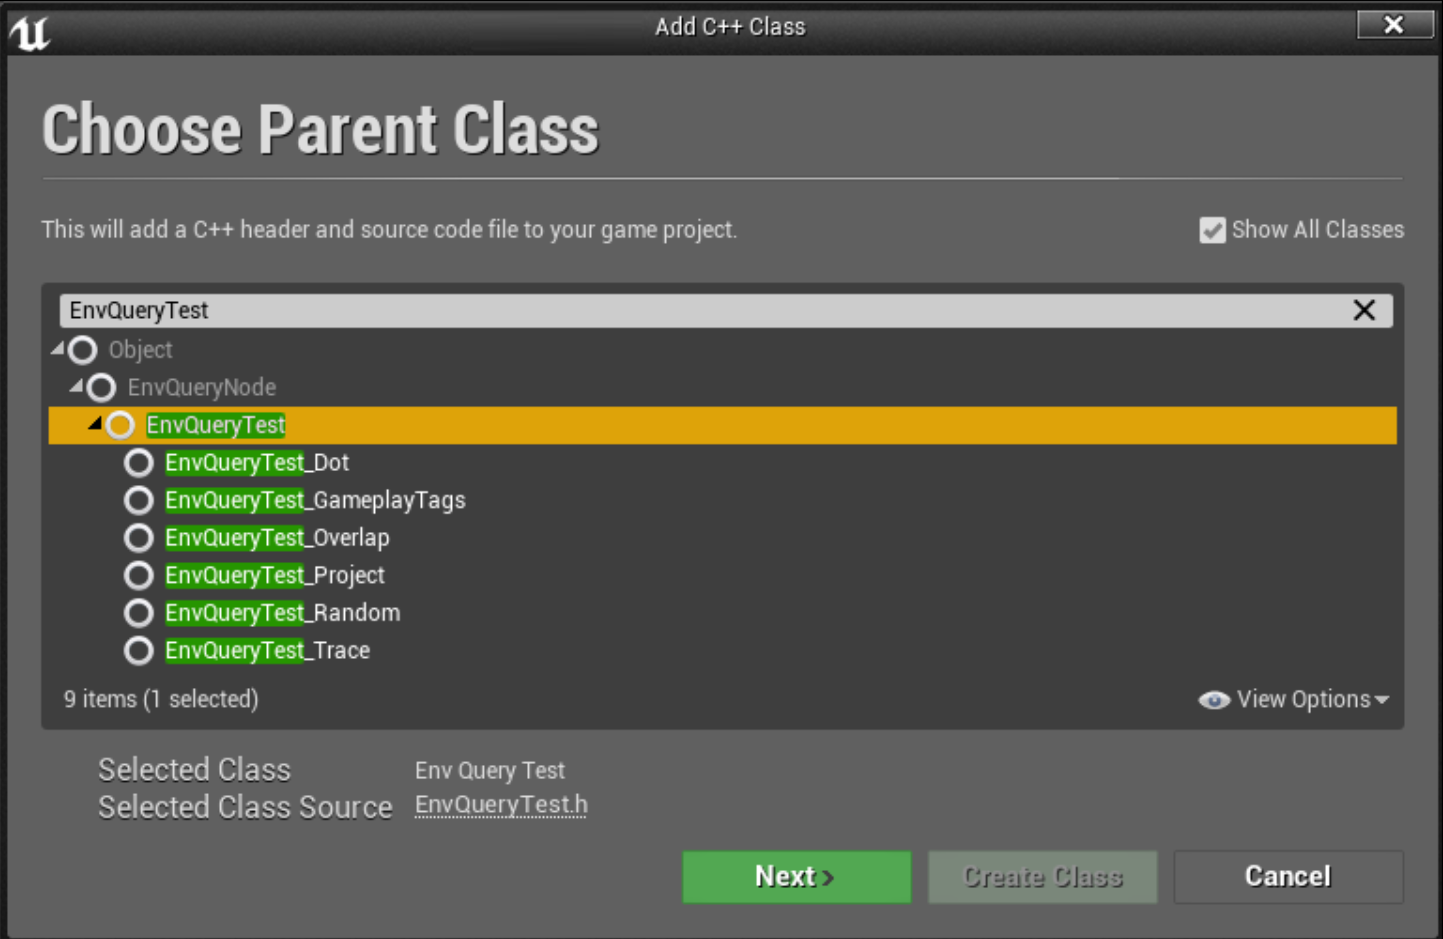 Add C++ Class
Choose Parent Class
This will add a C++ header and source code file to your game project.
Show All Classes
EnvQueryTest
Object
EnvQueryNode
EnvQueryTest
EnvQueryTest_Dot
EnvQueryTest_GameplayTags
EnvQueryTest_Overlap
EnvQueryTest_Project
EnvQueryTest_Random
EnvQueryTest_Trace
9 items (1 selected)
View Options
Selected Class Env Query Test
Selected Class Source EnvQueryTest.h
Next >
Create Class
Cancel